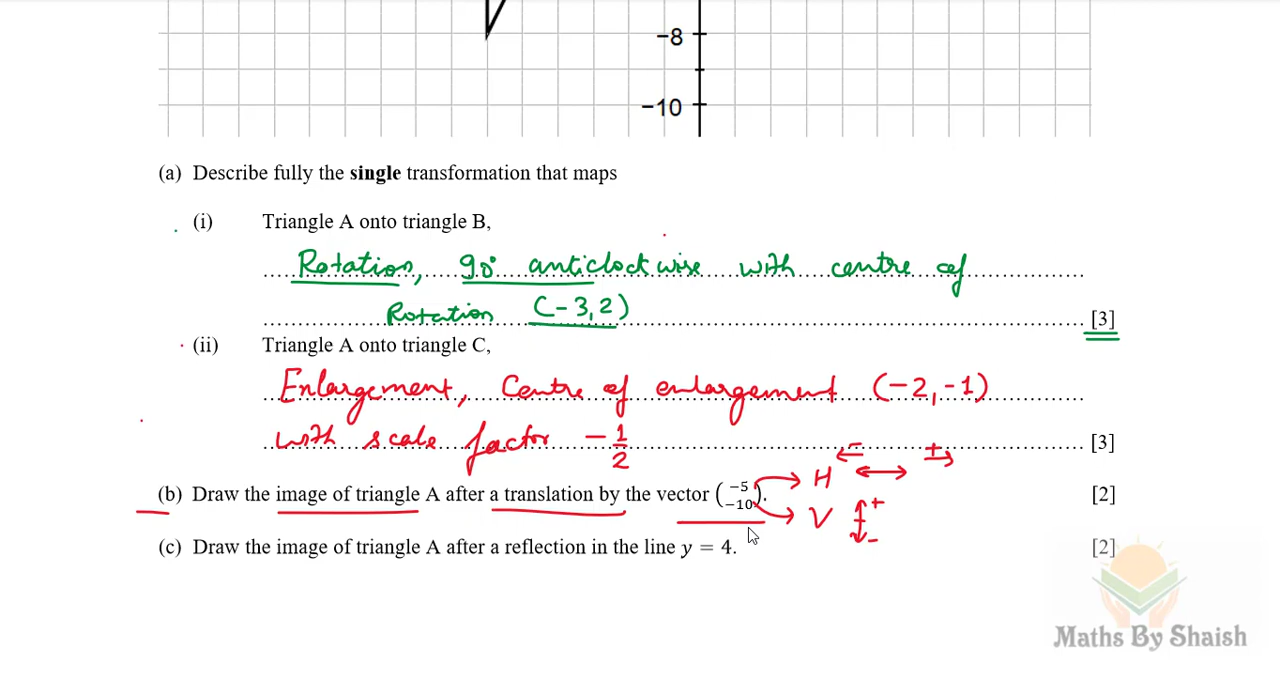 -8
-10
(a) Describe fully the single transformation that maps
(i) Triangle A onto triangle B,
Rotation, 90° anticlockwise with centre of
Rotation (-3,2) [3]
(ii) Triangle A onto triangle C,
Enlargement, Centre of enlargement (-2,-1)
with scale factor -1/2 [3]
← +→
(b) Draw the image of triangle A after a translation by the vector (-5 -10). → H ↔ [2]
→ V ↕ + -
(c) Draw the image of triangle A after a reflection in the line y = 4. [2]
Maths By Shaish